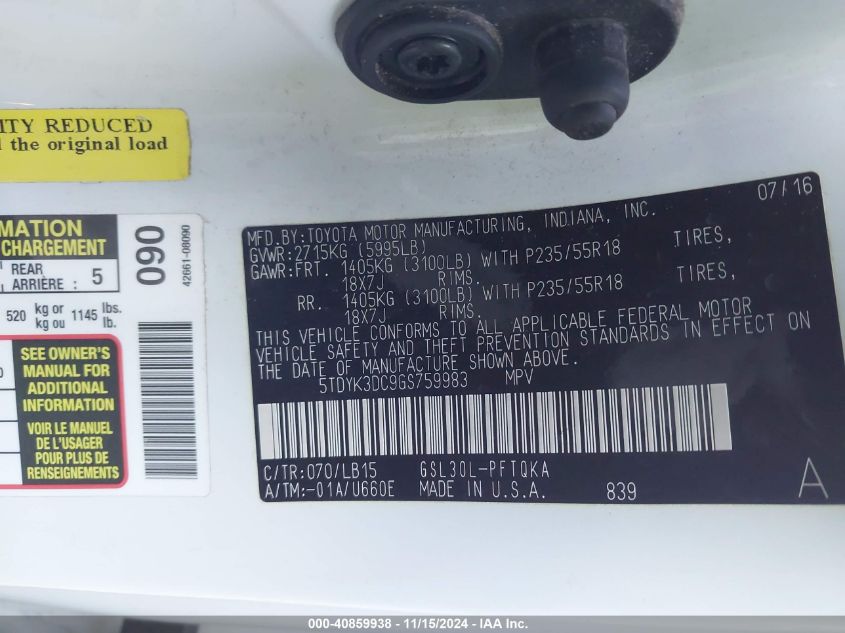 ITY REDUCED
the original load
MATION
CHARGEMENT
REAR
ARRIÈRE : 5
520 kg or 1145 lbs.
kg ou lb.
090
42661-08090
SEE OWNER'S
MANUAL FOR
ADDITIONAL
INFORMATION
VOIR LE MANUEL
DE L'USAGER
POUR PLUS DE
RENSEIGNEMENTS
07/16
MFD.BY:TOYOTA MOTOR MANUFACTURING, INDIANA, INC.
GVWR:2715KG (5995LB)
GAWR:FRT. 1405KG (3100LB) WITH P235/55R18 TIRES,
18X7J RIMS.
RR. 1405KG (3100LB) WITH P235/55R18 TIRES,
18X7J RIMS.
THIS VEHICLE CONFORMS TO ALL APPLICABLE FEDERAL MOTOR
VEHICLE SAFETY AND THEFT PREVENTION STANDARDS IN EFFECT ON
THE DATE OF MANUFACTURE SHOWN ABOVE.
5TDYK3DC9GS759983 MPV
C/TR:070/LB15 GSL30L-PFTQKA
A/TM:-01A/U660E MADE IN U.S.A. 839 A
000-40859938 - 11/15/2024 - IAA Inc.